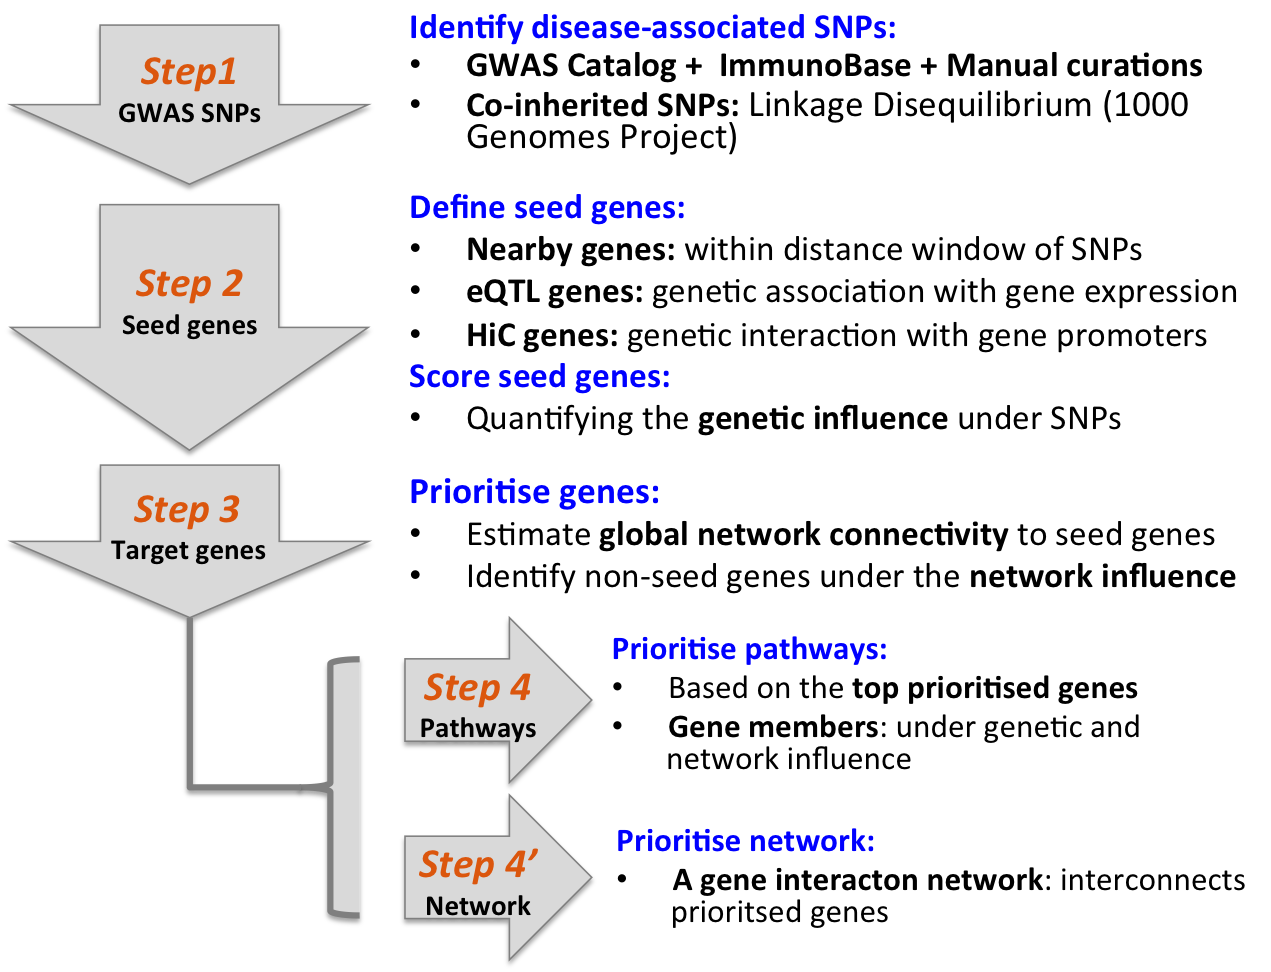 Step1
GWAS SNPs
Identify disease-associated SNPs:
• GWAS Catalog + ImmunoBase + Manual curations
• Co-inherited SNPs: Linkage Disequilibrium (1000
Genomes Project)
Step 2
Seed genes
Define seed genes:
• Nearby genes: within distance window of SNPs
• eQTL genes: genetic association with gene expression
• HiC genes: genetic interaction with gene promoters
Score seed genes:
• Quantifying the genetic influence under SNPs
Step 3
Target genes
Prioritise genes:
• Estimate global network connectivity to seed genes
• Identify non-seed genes under the network influence
Step 4
Pathways
Prioritise pathways:
• Based on the top prioritised genes
• Gene members: under genetic and
network influence
Step 4’
Network
Prioritise network:
• A gene interacton network: interconnects
prioritsed genes